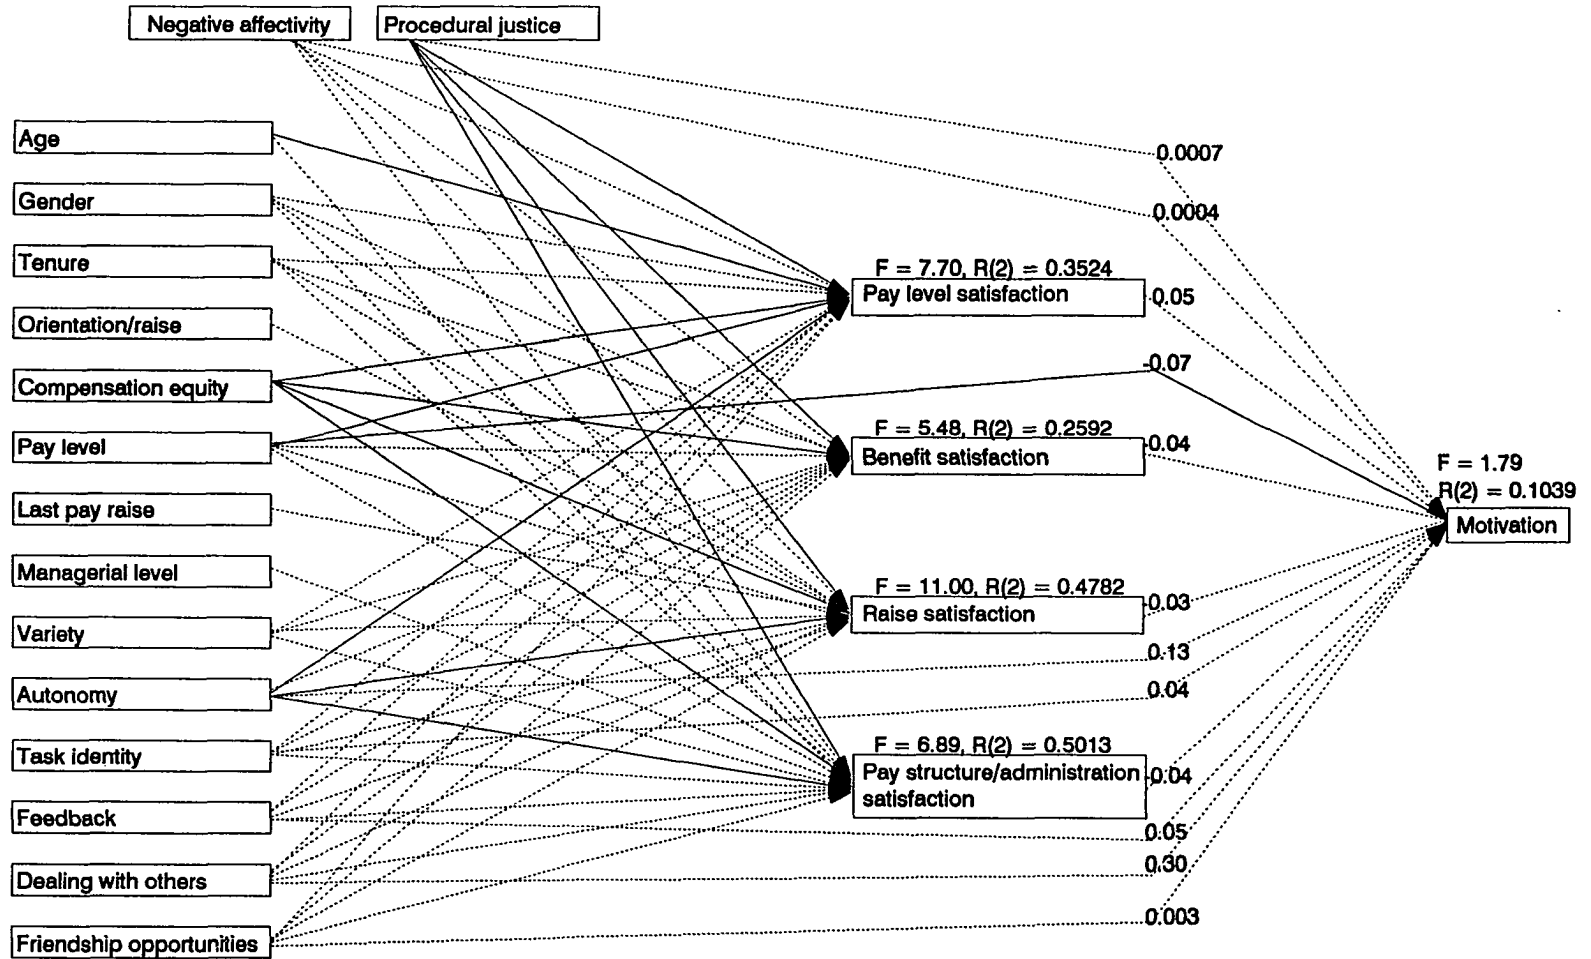 Negative affectivity
Procedural justice
Age
Gender
Tenure
Orientation/raise
Compensation equity
Pay level
Last pay raise
Managerial level
Variety
Autonomy
Task identity
Feedback
Dealing with others
Friendship opportunities
F = 7.70, R(2) = 0.3524
Pay level satisfaction
F = 5.48, R(2) = 0.2592
Benefit satisfaction
F = 11.00, R(2) = 0.4782
Raise satisfaction
F = 6.89, R(2) = 0.5013
Pay structure/administration
satisfaction
0.0007
0.0004
0.05
-0.07
0.04
0.03
0.13
0.04
0.04
0.05
0.30
0.003
F = 1.79
R(2) = 0.1039
Motivation